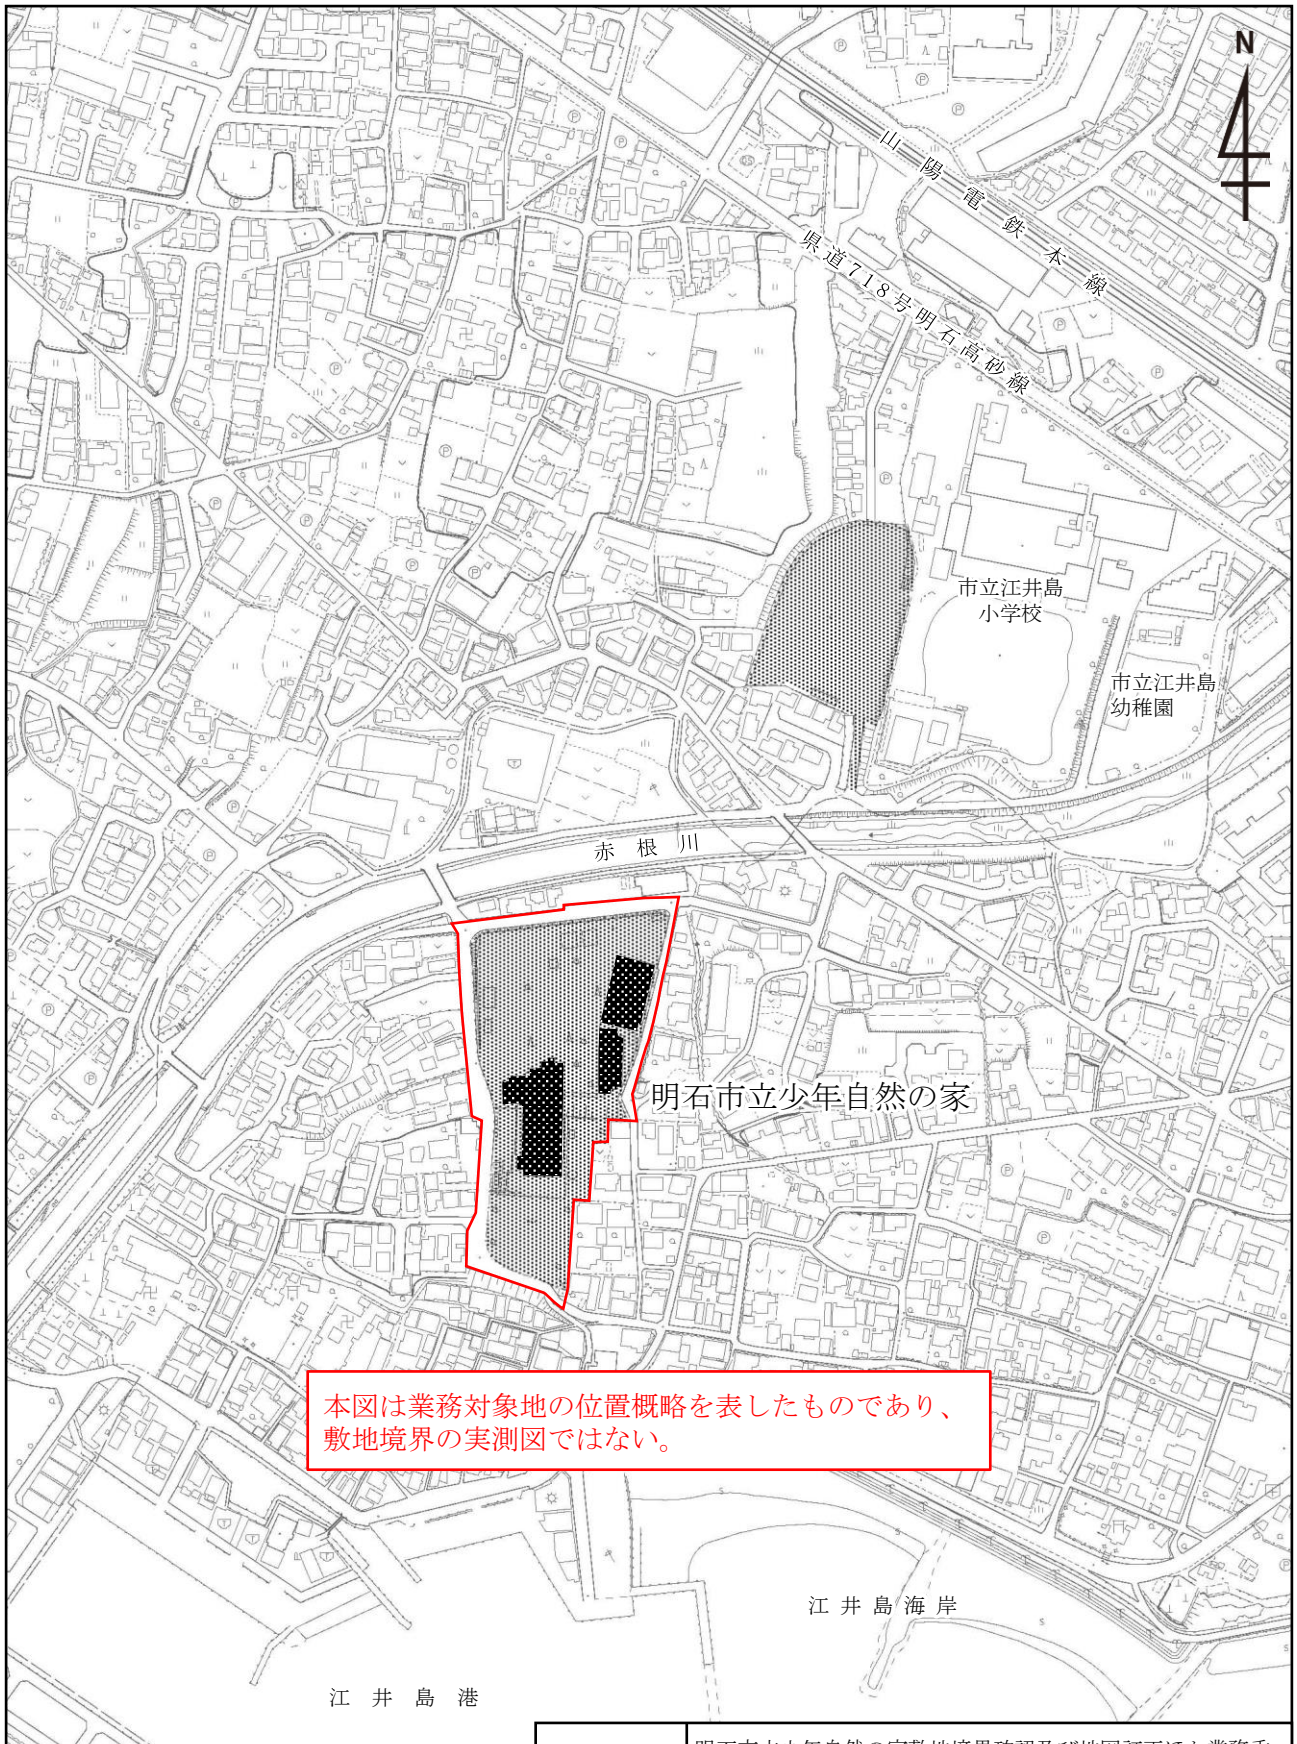 N
山陽電鉄本線
県道718号明石高砂線
市立江井島
小学校
市立江井島
幼稚園
赤根川
明石市立少年自然の家
本図は業務対象地の位置概略を表したものであり、
敷地境界の実測図ではない。
江井島海岸
江井島港